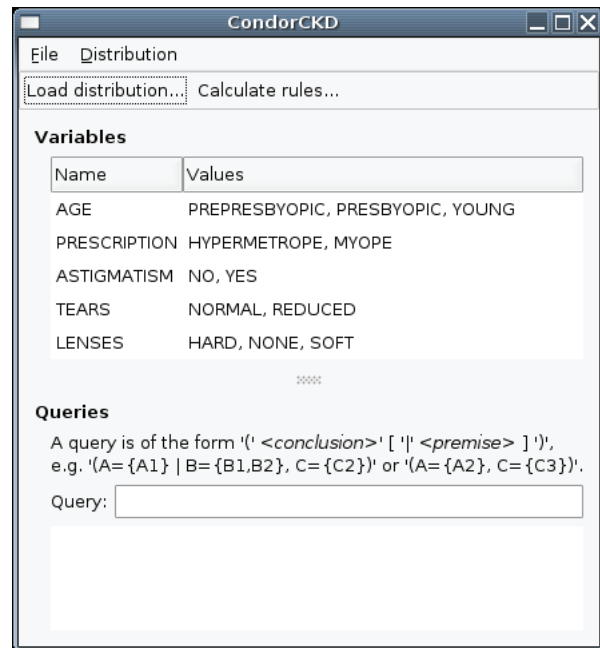 CondorCKD
File Distribution
Load distribution... Calculate rules...
Variables
Name Values
AGE PREPRESBYOPIC, PRESBYOPIC, YOUNG
PRESCRIPTION HYPERMETROPE, MYOPE
ASTIGMATISM NO, YES
TEARS NORMAL, REDUCED
LENSES HARD, NONE, SOFT
Queries
A query is of the form '(' <conclusion>' [ '|' <premise> ] ')',
e.g. '(A={A1} | B={B1,B2}, C={C2})' or '(A={A2}, C={C3})'.
Query: